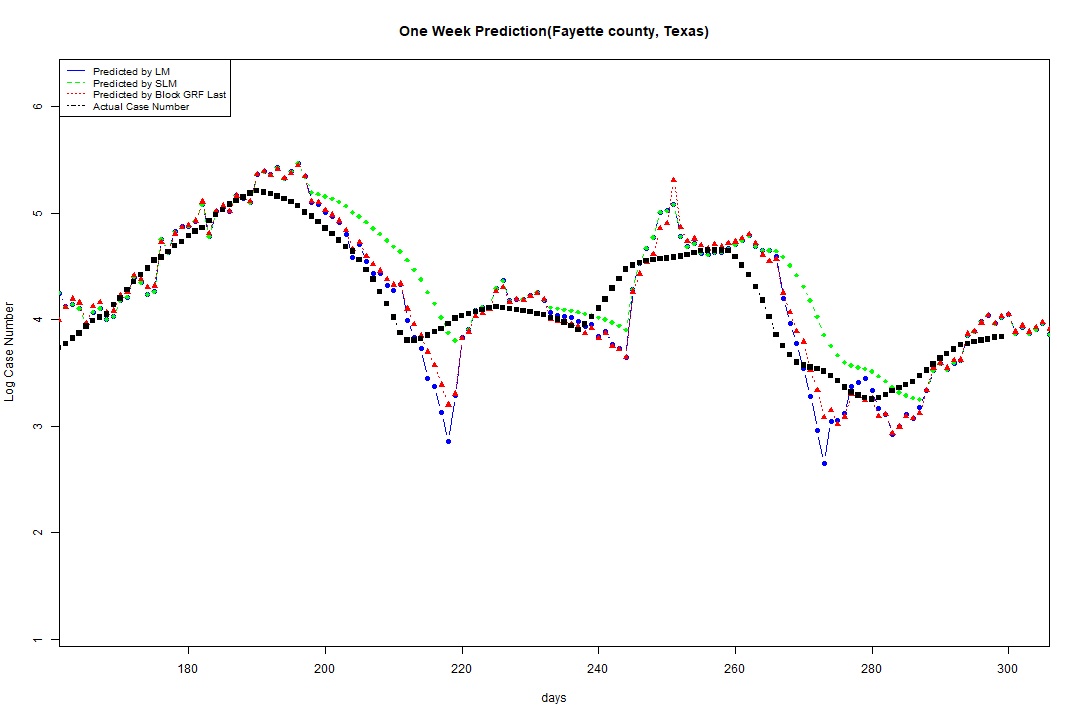 One Week Prediction(Fayette county, Texas)
Predicted by LM
Predicted by SLM
Predicted by Block GRF Last
Actual Case Number
6
5
4
3
2
1
Log Case Number
180 200 220 240 260 280 300
days